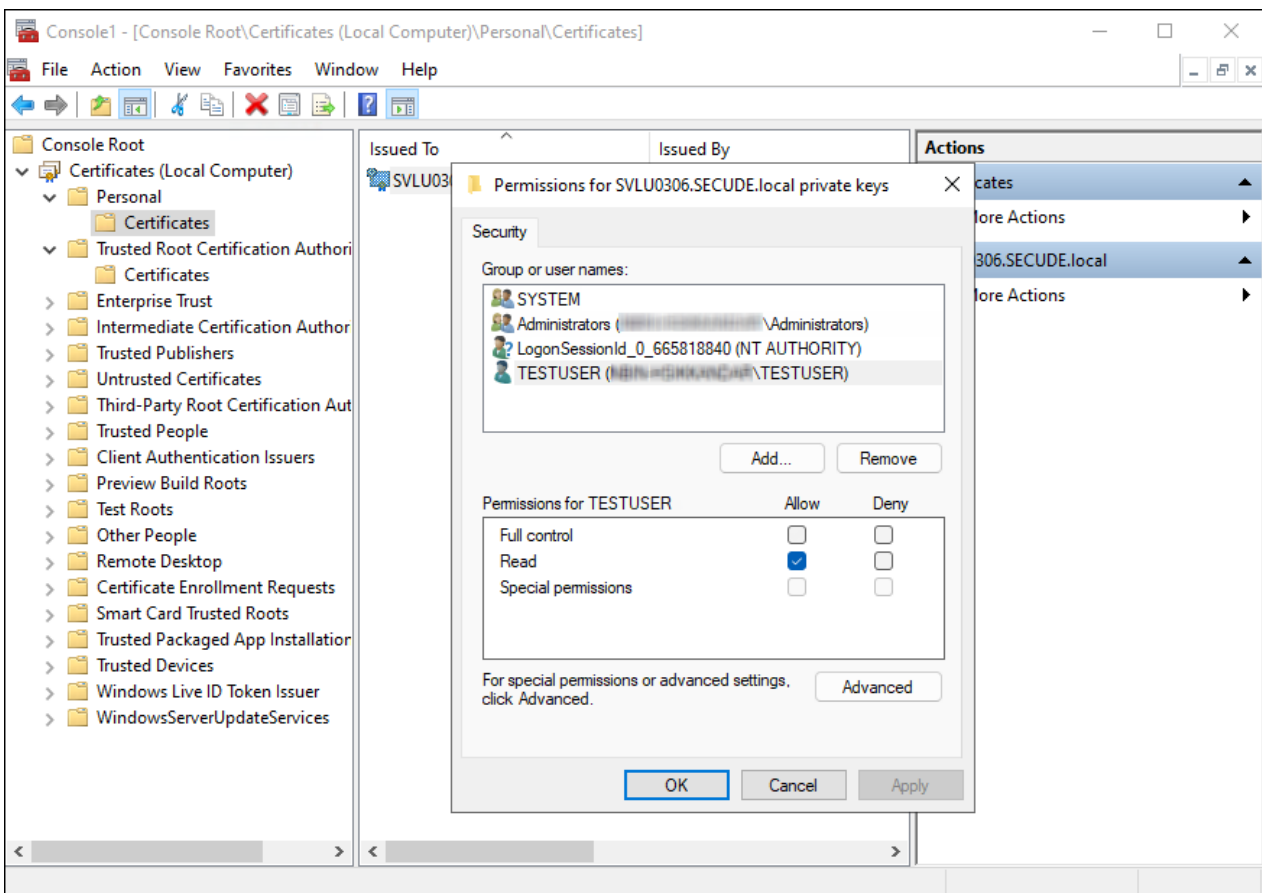 Console1 - [Console Root\Certificates (Local Computer)\Personal\Certificates]
File Action View Favorites Window Help
Console Root
Certificates (Local Computer)
Personal
Certificates
Trusted Root Certification Authori
Certificates
Enterprise Trust
Intermediate Certification Author
Trusted Publishers
Untrusted Certificates
Third-Party Root Certification Aut
Trusted People
Client Authentication Issuers
Preview Build Roots
Test Roots
Other People
Remote Desktop
Certificate Enrollment Requests
Smart Card Trusted Roots
Trusted Packaged App Installation
Trusted Devices
Windows Live ID Token Issuer
WindowsServerUpdateServices
Issued To Issued By
SVLU030
Permissions for SVLU0306.SECUDE.local private keys
Security
Group or user names:
SYSTEM
Administrators ( \Administrators)
LogonSessionId_0_665818840 (NT AUTHORITY)
TESTUSER ( \TESTUSER)
Add... Remove
Permissions for TESTUSER Allow Deny
Full control
Read
Special permissions
For special permissions or advanced settings,
click Advanced.
Advanced
OK Cancel Apply
Actions
cates
lore Actions
306.SECUDE.local
lore Actions